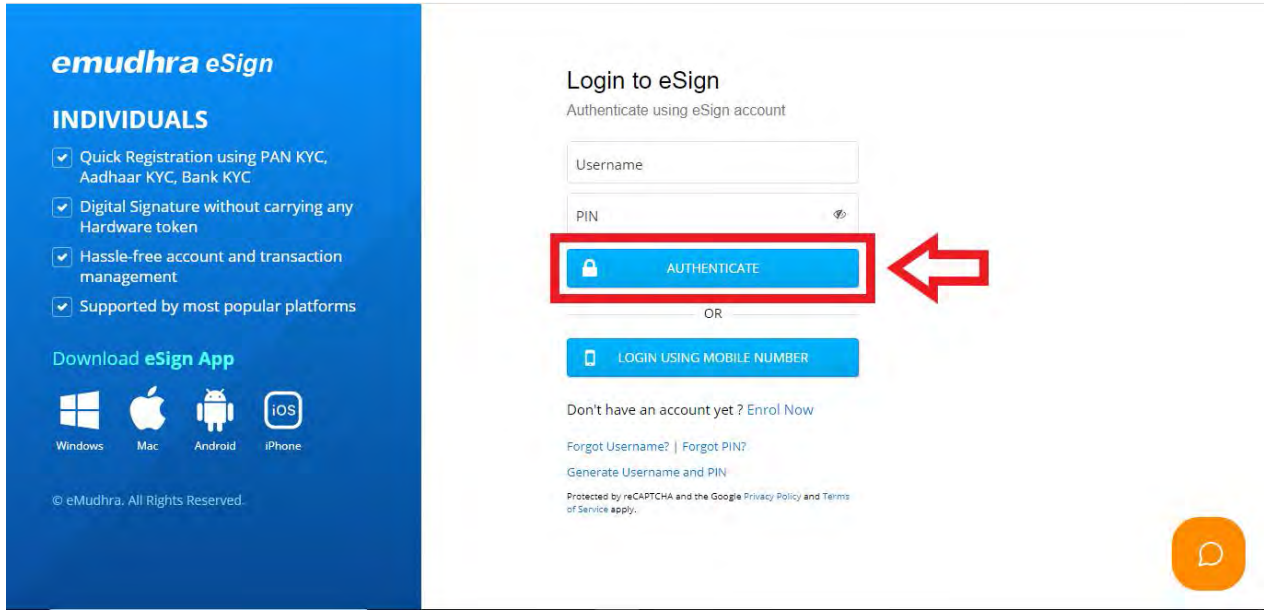 emudhra eSign
INDIVIDUALS
Quick Registration using PAN KYC,
Aadhaar KYC, Bank KYC
Digital Signature without carrying any
Hardware token
Hassle-free account and transaction
management
Supported by most popular platforms
Download eSign App
iOS
Windows Mac Android iPhone
© eMudhra. All Rights Reserved.
Login to eSign
Authenticate using eSign account
Username
PIN
AUTHENTICATE
OR
LOGIN USING MOBILE NUMBER
Don't have an account yet ? Enrol Now
Forgot Username? | Forgot PIN?
Generate Username and PIN
Protected by reCAPTCHA and the Google Privacy Policy and Terms
of Service apply.